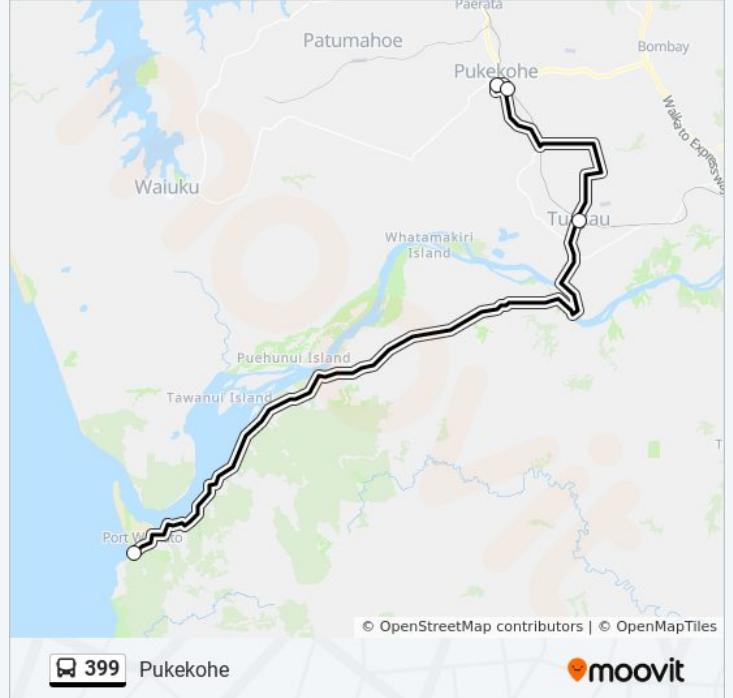 Paerata
Patumahoe
Bombay
Pukekohe
Waikato Expressway
Waiuku
Whatamakiri
Island
Puehunui Island
Tawanui Island
© OpenStreetMap contributors | © OpenMapTiles
399 Pukekohe
moovit